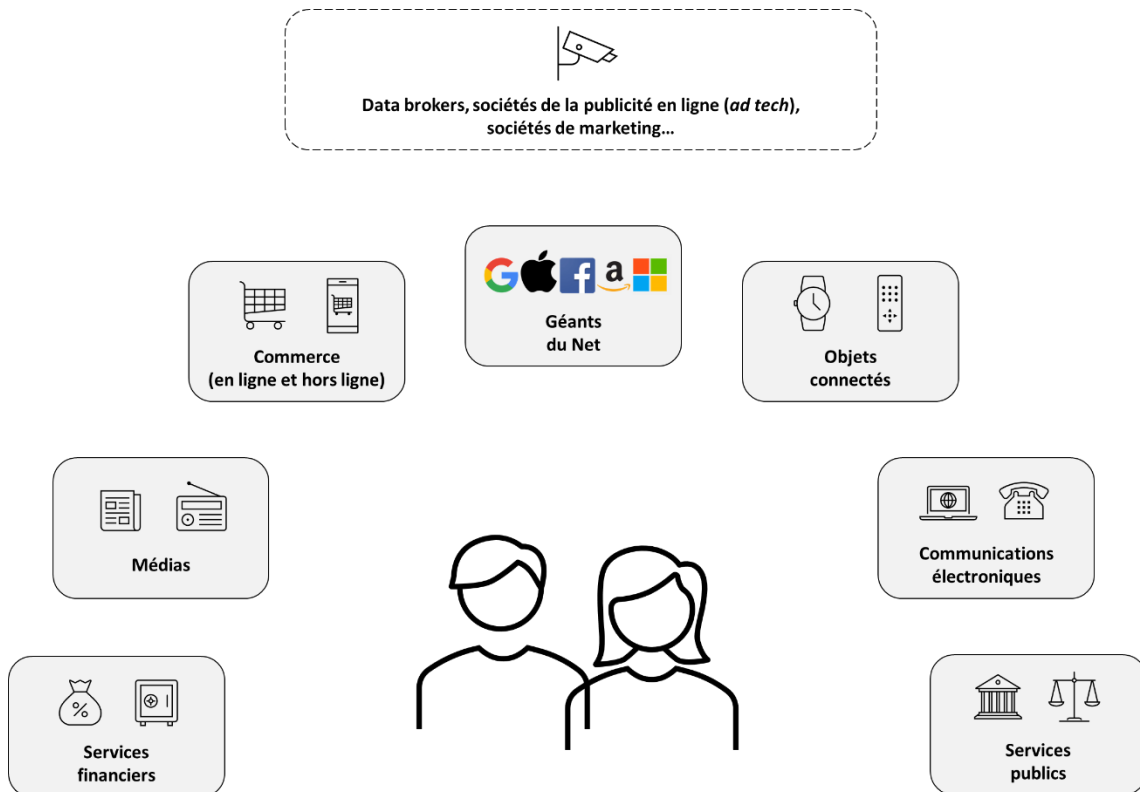 Data brokers, sociétés de la publicité en ligne (ad tech),
sociétés de marketing…
Géants
du Net
Commerce
(en ligne et hors ligne)
Objets
connectés
Médias
Communications
électroniques
Services
financiers
Services
publics